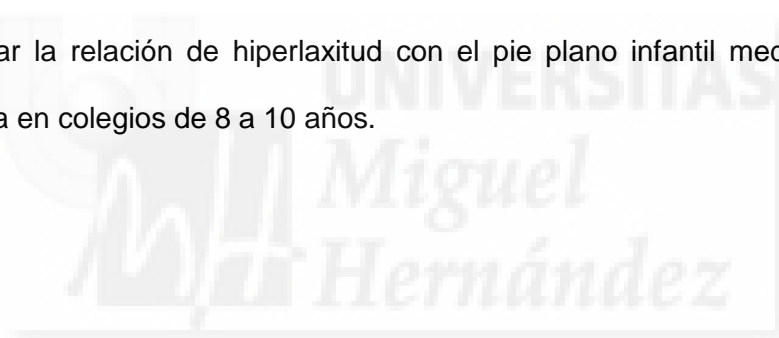 ar la relación de hiperlaxitud con el pie plano infantil med
a en colegios de 8 a 10 años.
UNIVERSITAS
Miguel
Hernández